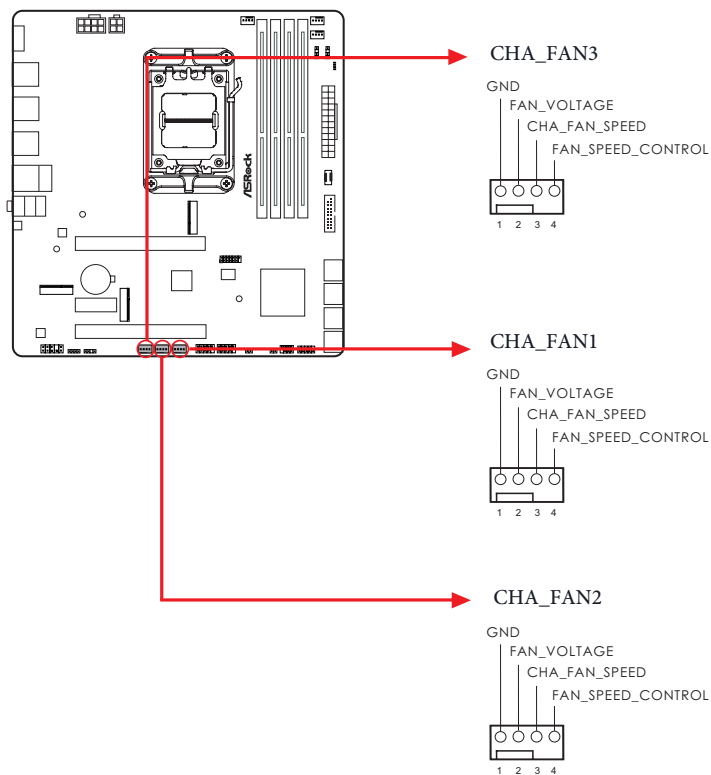 ASRock
CHA_FAN3
GND
FAN_VOLTAGE
CHA_FAN_SPEED
FAN_SPEED_CONTROL
1 2 3 4
CHA_FAN1
GND
FAN_VOLTAGE
CHA_FAN_SPEED
FAN_SPEED_CONTROL
1 2 3 4
CHA_FAN2
GND
FAN_VOLTAGE
CHA_FAN_SPEED
FAN_SPEED_CONTROL
1 2 3 4